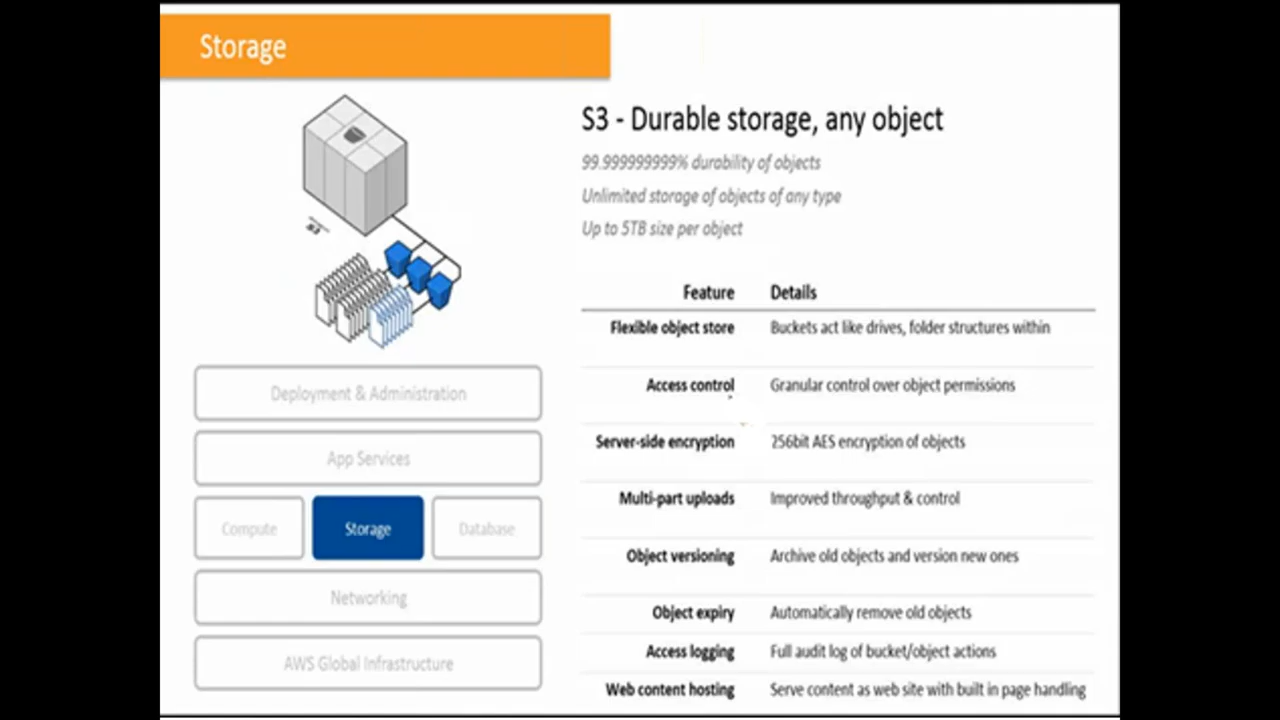 Storage
S3 - Durable storage, any object
99.999999999% durability of objects
Unlimited storage of objects of any type
Up to 5TB size per object
S3
Feature Details
Flexible object store Buckets act like drives, folder structures within
Access control Granular control over object permissions
Server-side encryption 256bit AES encryption of objects
Multi-part uploads Improved throughput & control
Object versioning Archive old objects and version new ones
Object expiry Automatically remove old objects
Access logging Full audit log of bucket/object actions
Web content hosting Serve content as web site with built in page handling
Deployment & Administration
App Services
Compute Storage Database
Networking
AWS Global Infrastructure